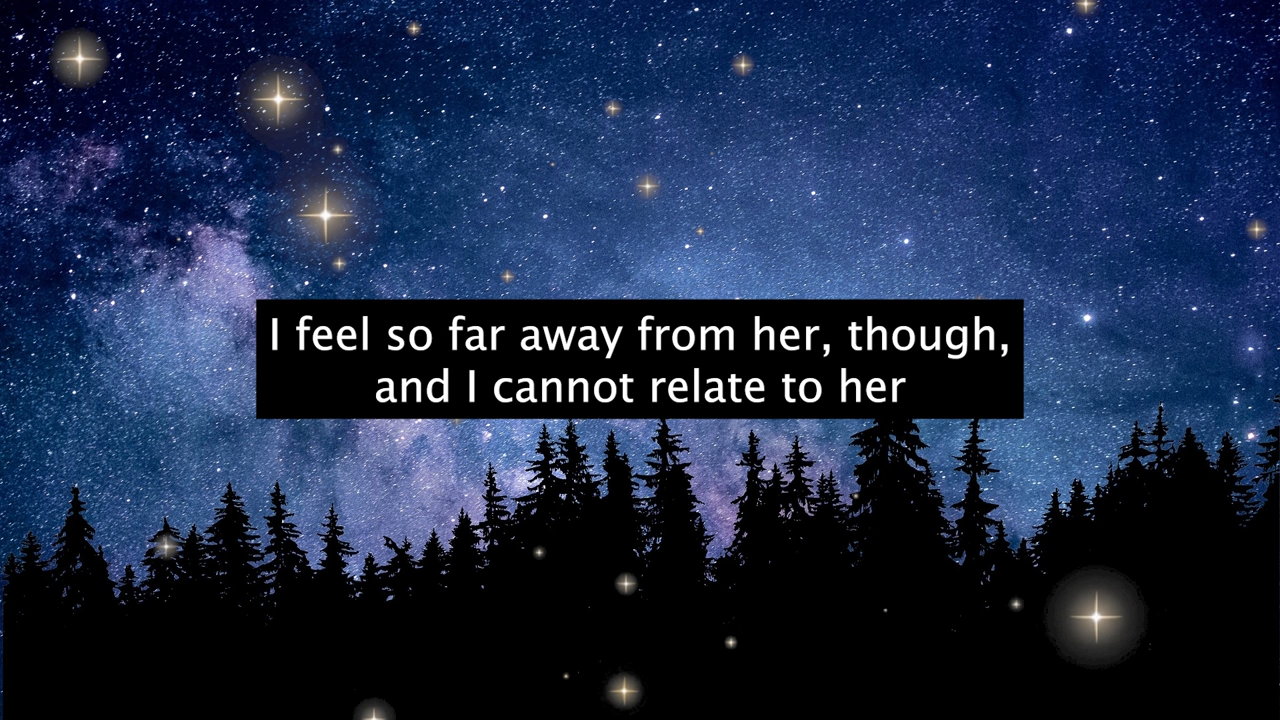 I feel so far away from her, though,
and I cannot relate to her